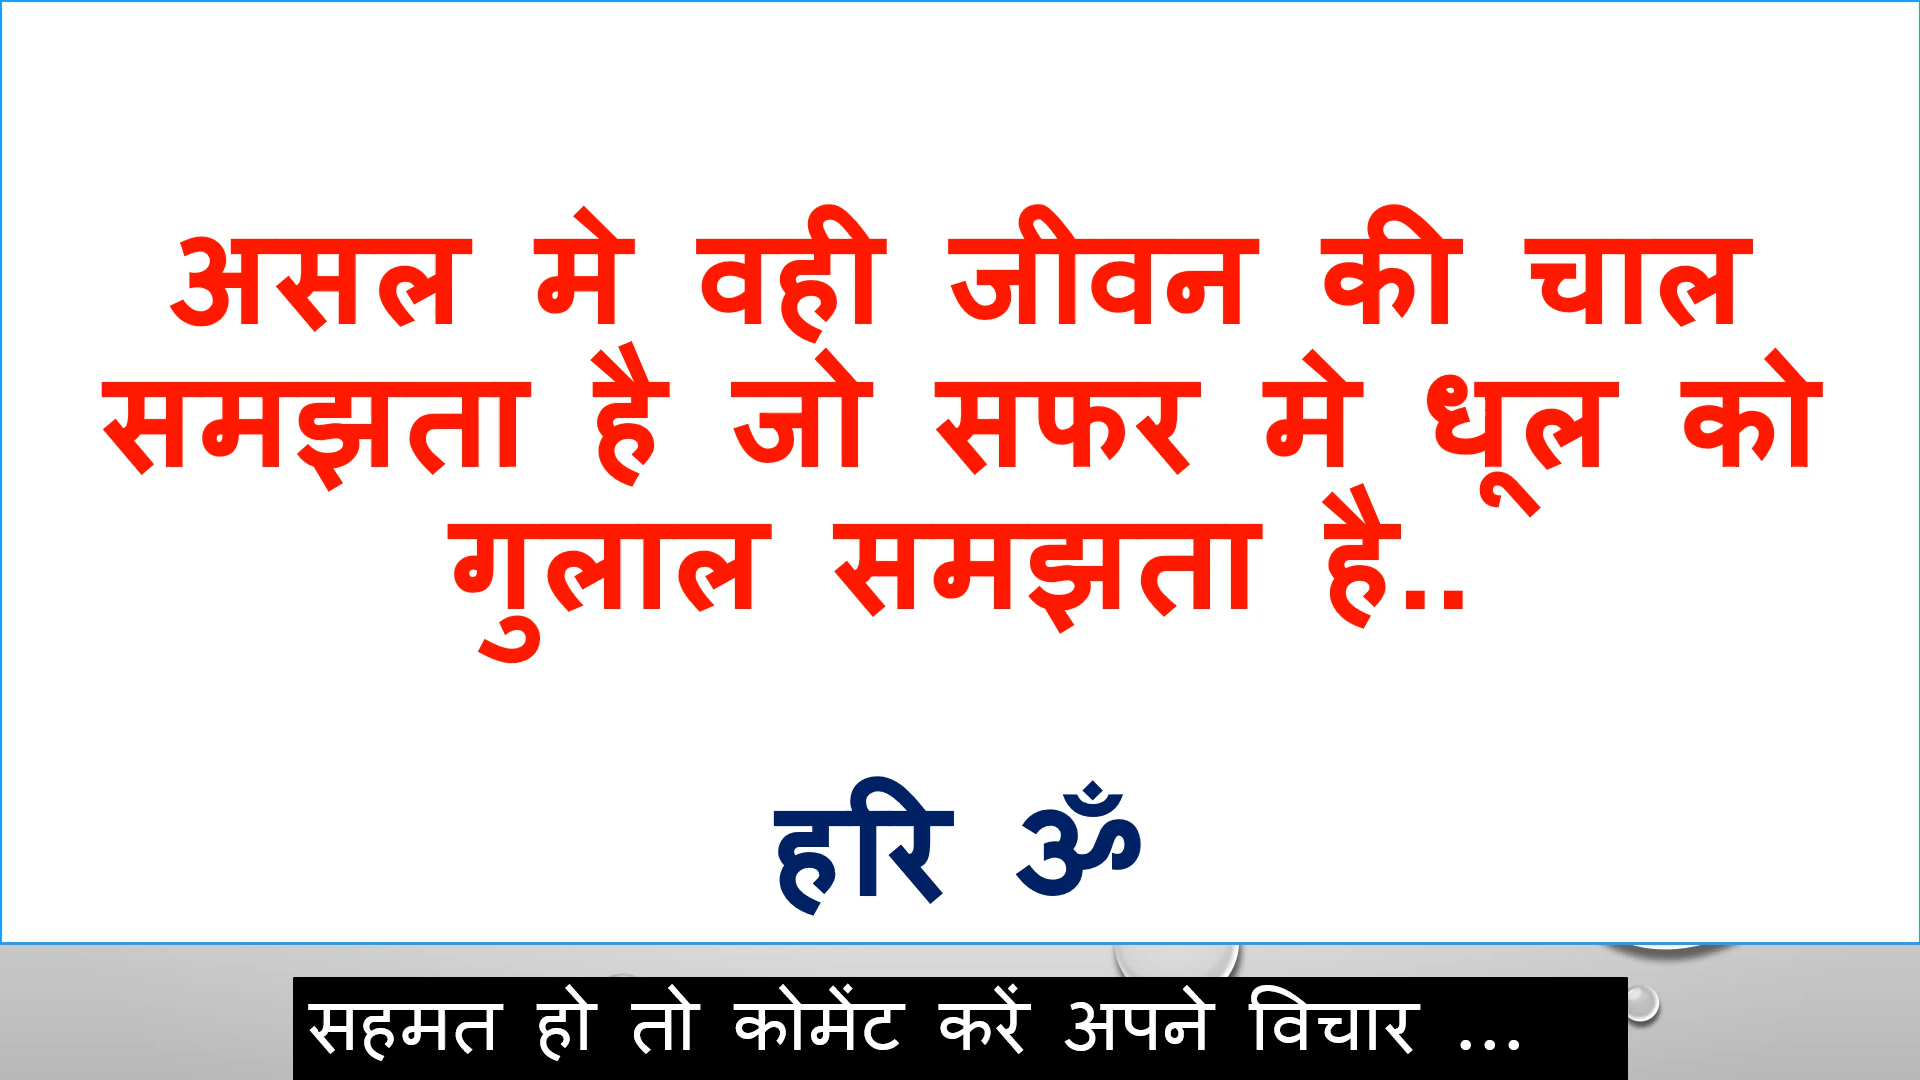 असल मे वही जीवन की चाल
समझता है जो सफर मे धूल को
गुलाल समझता है..
हरि ॐ
सहमत हो तो कोमेंट करें अपने विचार ...